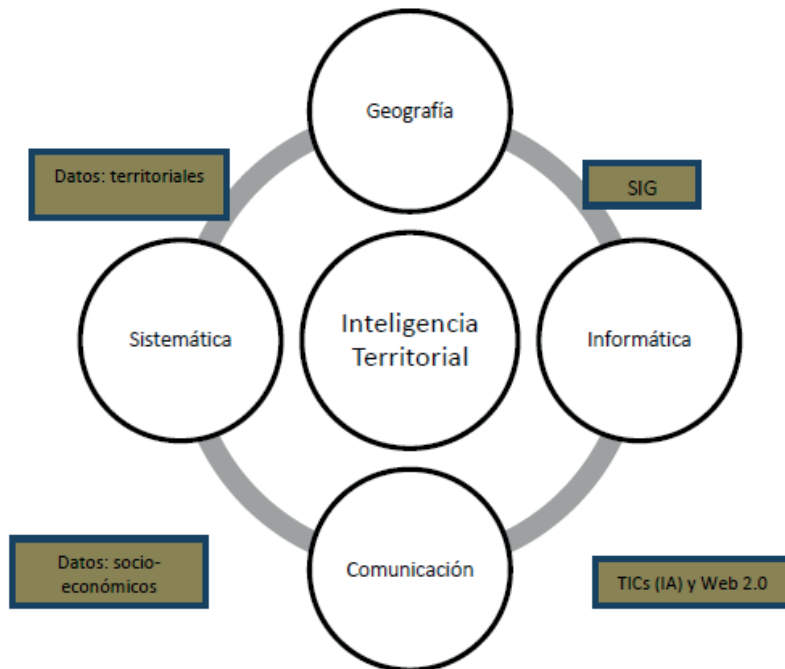 Geografía
Datos: territoriales
SIG
Sistemática
Inteligencia
Territorial
Informática
Datos: socio-
económicos
Comunicación
TICs (IA) y Web 2.0